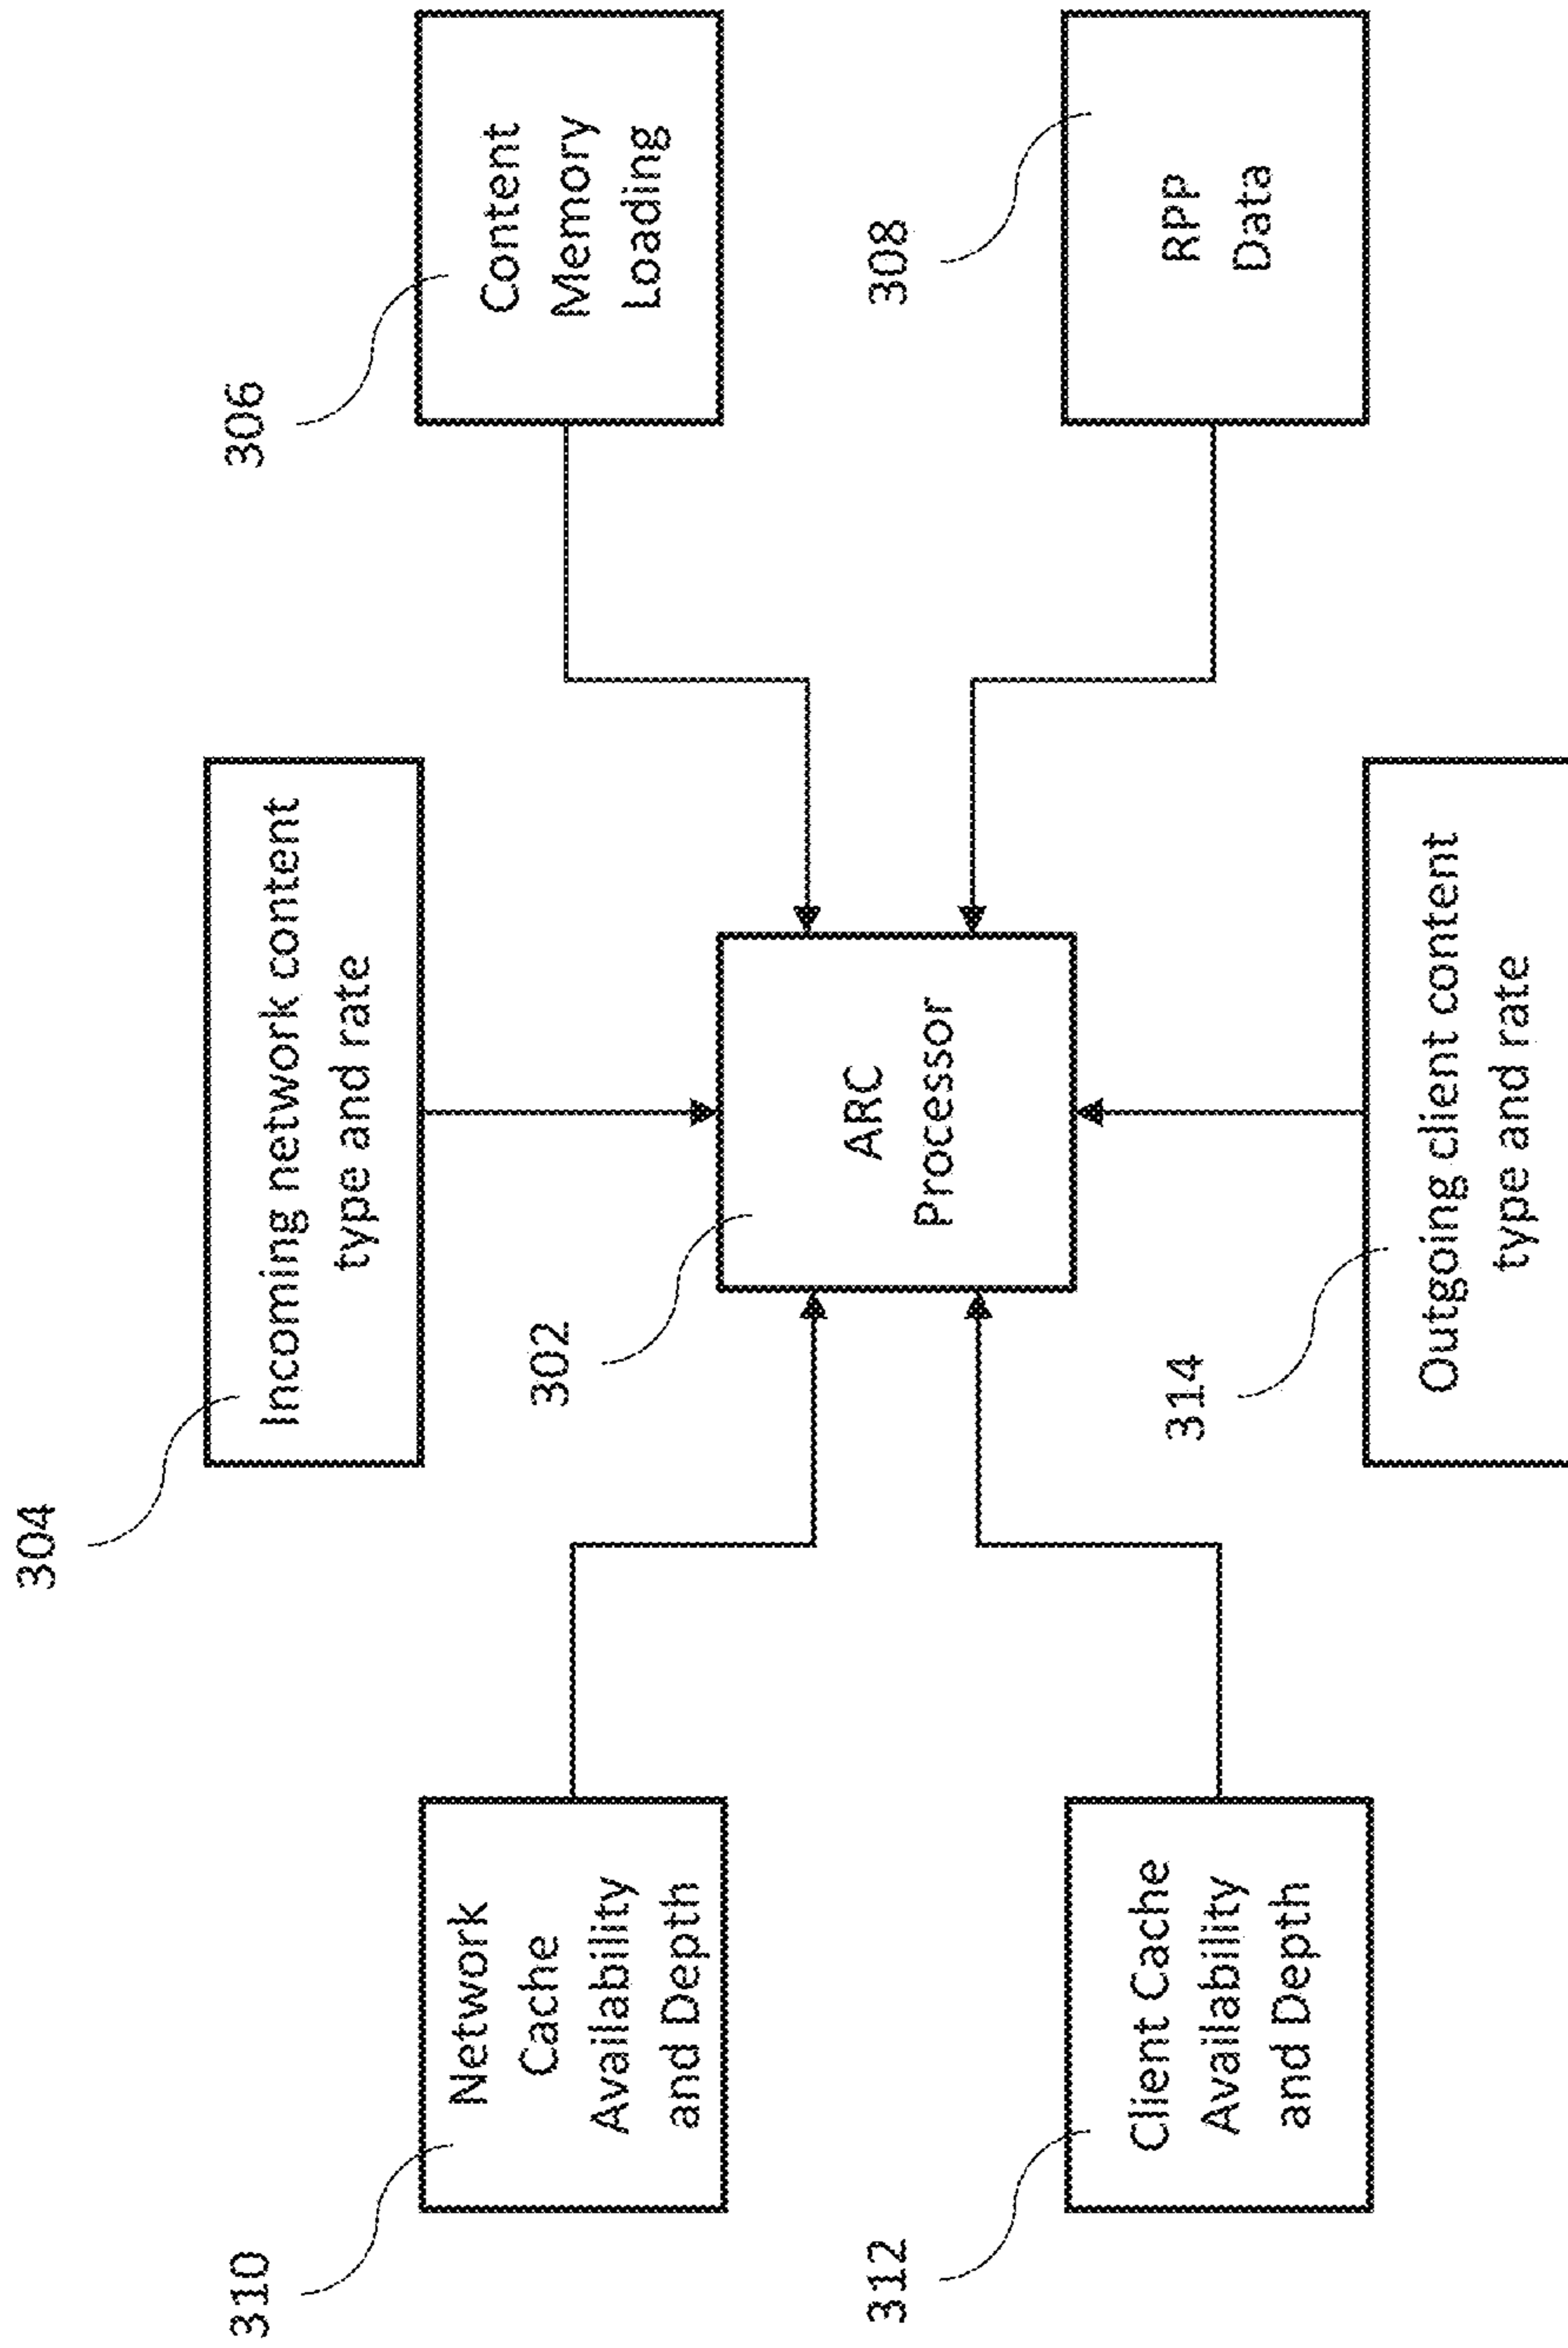 304
Incoming network content
type and rate
310
Network
Cache
Availability
and Depth
306
Content
Memory
Loading
302
ARC
Processor
312
Client Cache
Availability
and Depth
308
RPP
Data
314
Outgoing client content
type and rate